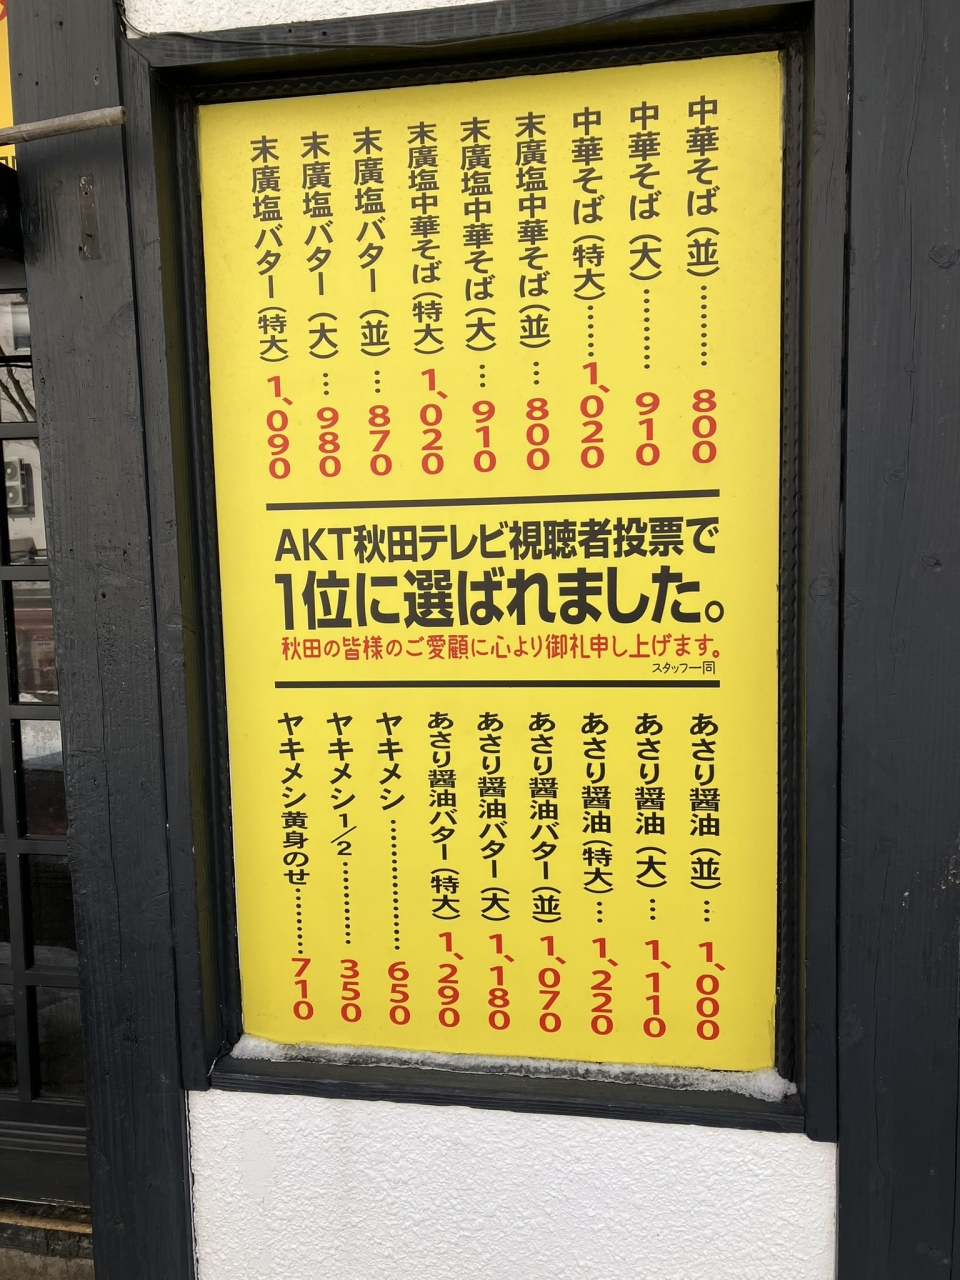 中華そば（並）…………800
中華そば（大）…………910
中華そば（特大）………1,020
末廣塩中華そば（並）…800
末廣塩中華そば（大）…910
末廣塩中華そば（特大）1,020
末廣塩バター（並）…870
末廣塩バター（大）…980
末廣塩バター（特大）1,090
AKT秋田テレビ視聴者投票で
1位に選ばれました。
秋田の皆様のご愛顧に心より御礼申し上げます。
スタッフ一同
あさり醤油（並）…1,000
あさり醤油（大）…1,110
あさり醤油（特大）…1,220
あさり醤油バター（並）1,070
あさり醤油バター（大）1,180
あさり醤油バター（特大）1,290
ヤキメシ………………650
ヤキメシ1/2…………350
ヤキメシ黄身のせ………710